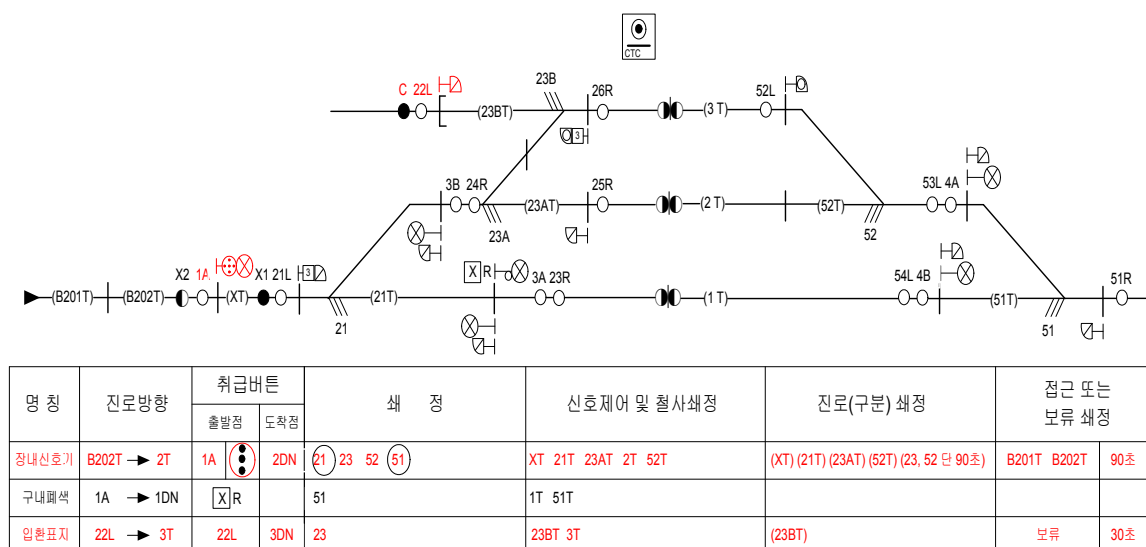 CTC
23B
C 22L
26R
52L
(23BT)
(3 T)
3
3B 24R
25R
53L 4A
(23AT)
(2 T)
(52T)
23A
52
X2 1A
X1 21L
3
X R
3A 23R
54L 4B
51R
(B201T)
(B202T)
(XT)
(21T)
(1 T)
(51T)
21
51
명 칭 진로방향 취급버튼 쇄 정 신호제어 및 철사쇄정 진로(구분) 쇄정 접근 또는
보류 쇄정
출발점 도착점
장내신호기 B202T 2T 1A 2DN 21 23 52 51 XT 21T 23AT 2T 52T (XT) (21T) (23AT) (52T) (23, 52 단 90초) B201T B202T 90초
구내폐색 1A 1DN X R 51 1T 51T
입환표지 22L 3T 22L 3DN 23 23BT 3T (23BT) 보류 30초